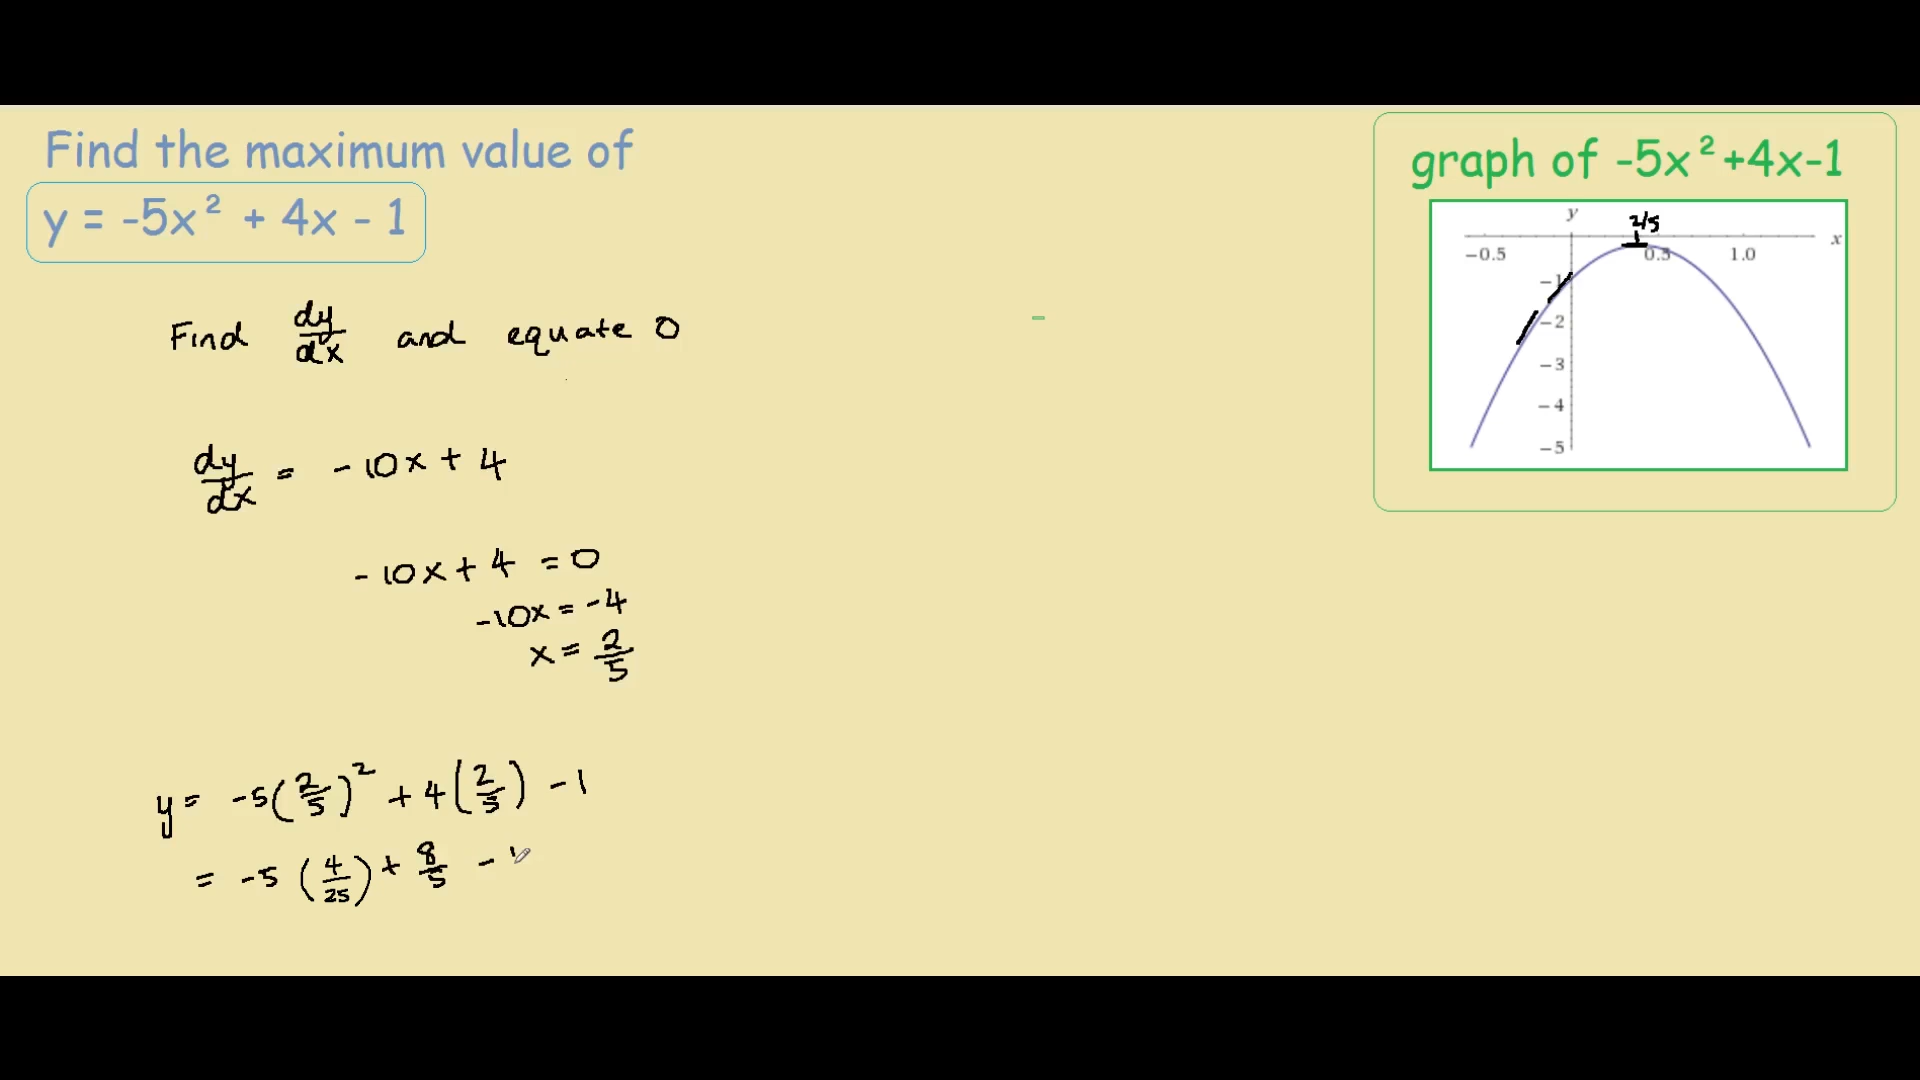 Find the maximum value of
y = -5x² + 4x - 1
Find dy/dx and equate 0
dy/dx = -10x + 4
-10x + 4 = 0
-10x = -4
x = 2/5
y = -5(2/5)² + 4(2/5) - 1
= -5(4/25) + 8/5 -
graph of -5x²+4x-1
y
2/5
x
-0.5 0.5 1.0
-1
-2
-3
-4
-5